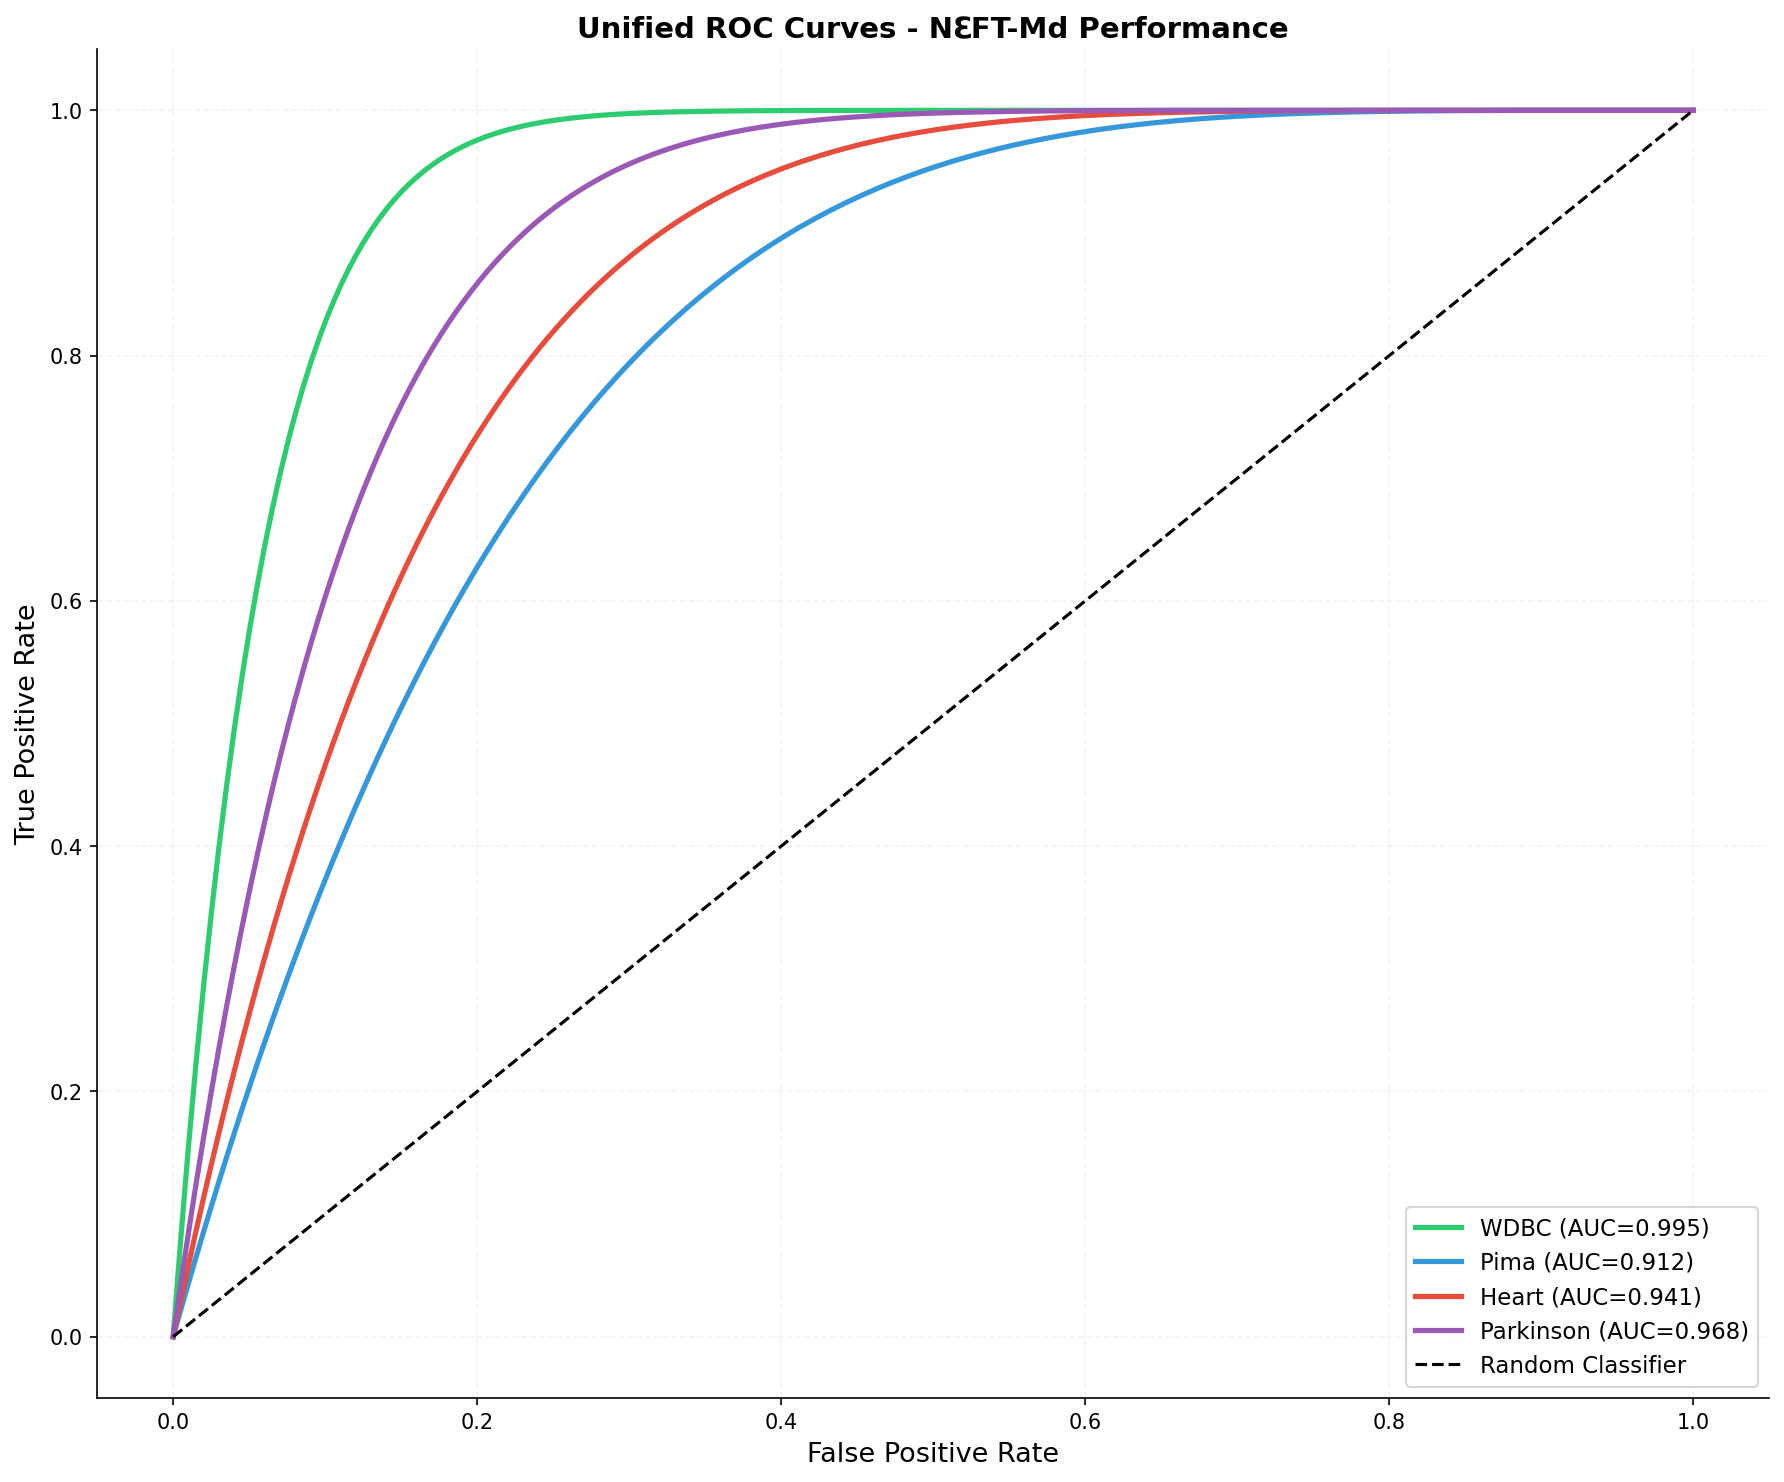 Unified ROC Curves - NƐFT-Md Performance
True Positive Rate
1.0
0.8
0.6
0.4
0.2
0.0
0.0 0.2 0.4 0.6 0.8 1.0
False Positive Rate
WDBC (AUC=0.995)
Pima (AUC=0.912)
Heart (AUC=0.941)
Parkinson (AUC=0.968)
Random Classifier